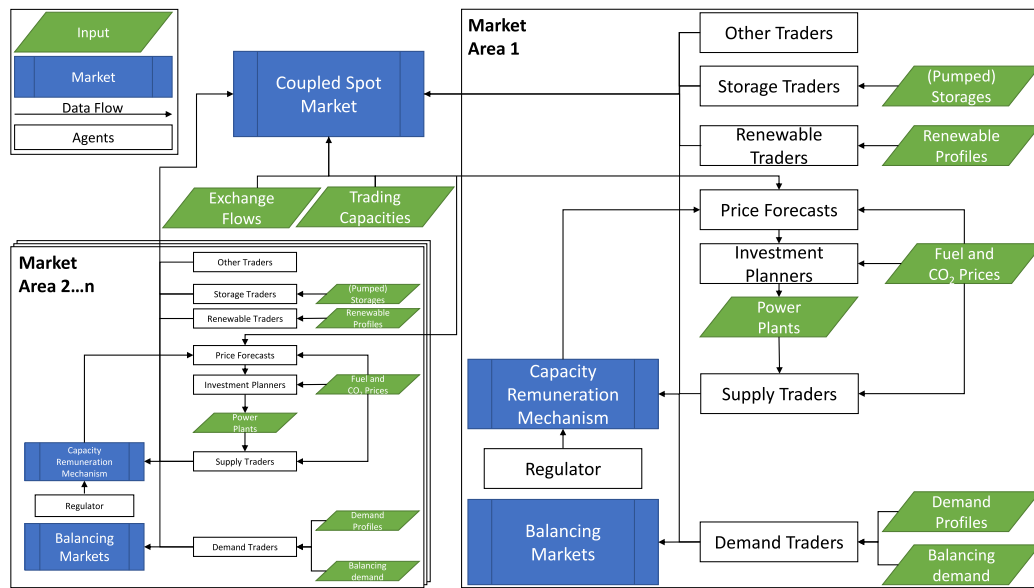 Input
Market
Data Flow
Agents
Coupled Spot
Market
Exchange
Flows
Trading
Capacities
Market
Area 1
Other Traders
Storage Traders
(Pumped)
Storages
Renewable
Traders
Renewable
Profiles
Price Forecasts
Investment
Planners
Fuel and
CO₂ Prices
Power
Plants
Capacity
Remuneration
Mechanism
Supply Traders
Regulator
Balancing
Markets
Demand Traders
Demand
Profiles
Balancing
demand
Market
Area 2...n
Other Traders
Storage Traders
(Pumped)
Storages
Renewable Traders
Renewable
Profiles
Price Forecasts
Investment Planners
Fuel and
CO₂ Prices
Power
Plants
Capacity
Remuneration
Mechanism
Supply Traders
Regulator
Balancing
Markets
Demand Traders
Demand
Profiles
Balancing
demand